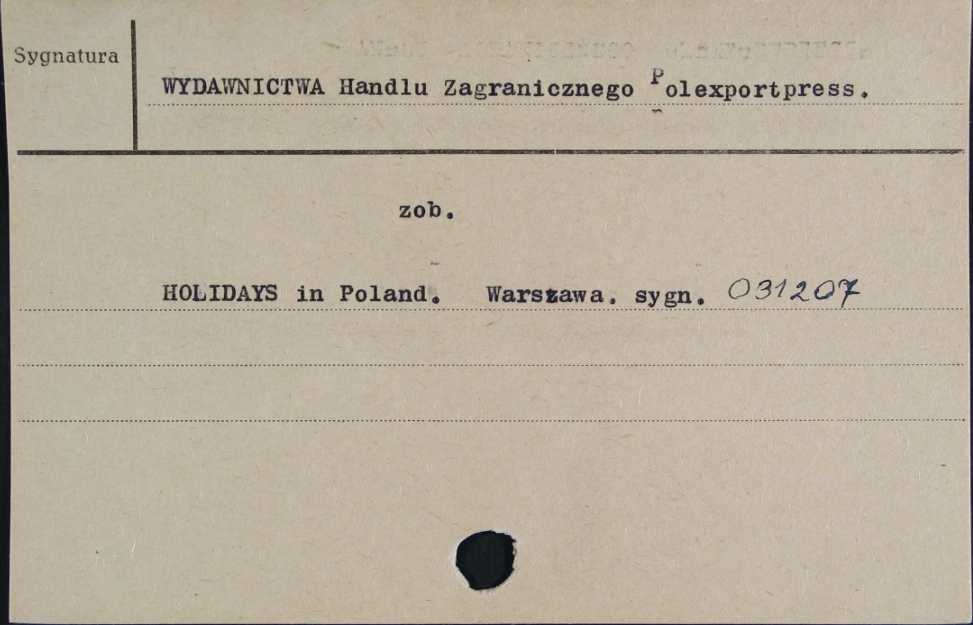 Sygnatura
WYDAWNICTWA Handlu Zagranicznego Polexportpress.
zob.
HOLIDAYS in Poland. Warszawa. sygn. 031207